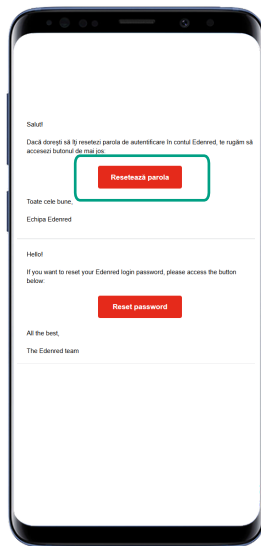 Salut!
Dacă dorești să îți resetezi parola de autentificare în contul Edenred, te rugăm să
accesezi butonul de mai jos:
Resetează parola
Toate cele bune,
Echipa Edenred
Hello!
If you want to reset your Edenred login password, please access the button
below:
Reset password
All the best,
The Edenred team